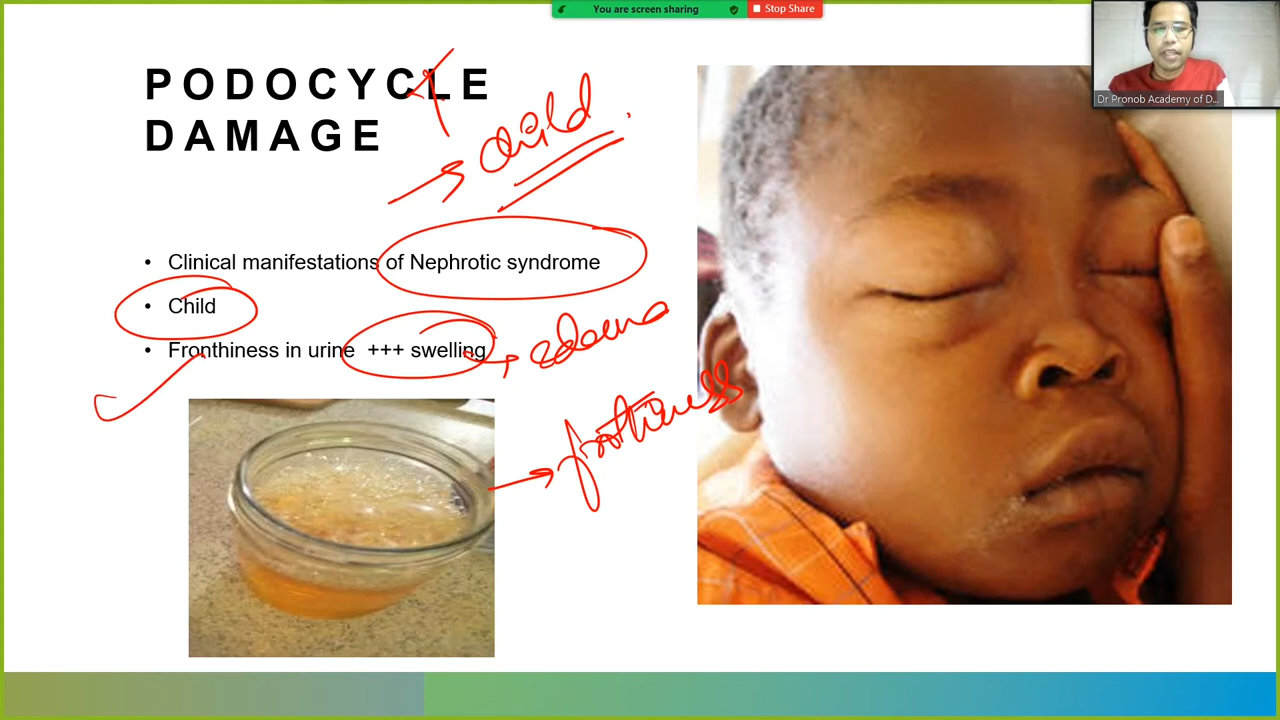 You are screen sharing
Stop Share
Dr Pronob Academy of D...
PODOCYCLE
DAMAGE
child
• Clinical manifestations of Nephrotic syndrome
• Child
• Fronthiness in urine +++ swelling
edema
frothiness